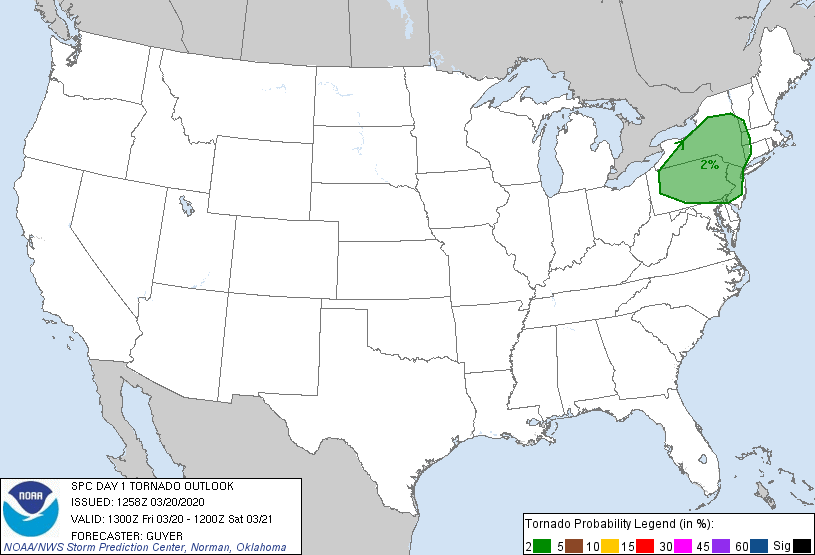 2%
NOAA
SPC DAY 1 TORNADO OUTLOOK
ISSUED: 1258Z 03/20/2020
VALID: 1300Z Fri 03/20 - 1200Z Sat 03/21
FORECASTER: GUYER
NOAA/NWS Storm Prediction Center, Norman, Oklahoma
Tornado Probability Legend (in %):
2 5 10 15 30 45 60 Sig